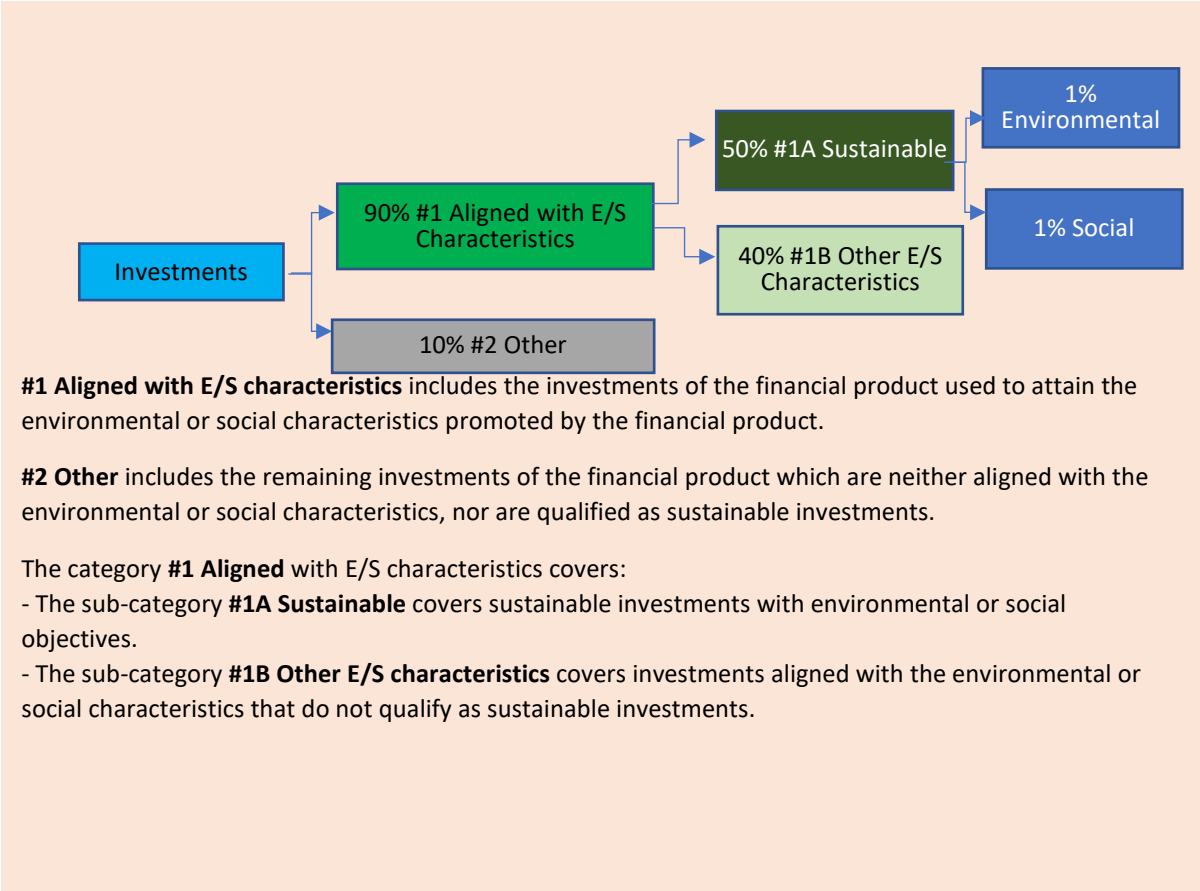 1%
Environmental
50% #1A Sustainable
90% #1 Aligned with E/S
Characteristics
1% Social
40% #1B Other E/S
Characteristics
Investments
10% #2 Other
#1 Aligned with E/S characteristics includes the investments of the financial product used to attain the
environmental or social characteristics promoted by the financial product.
#2 Other includes the remaining investments of the financial product which are neither aligned with the
environmental or social characteristics, nor are qualified as sustainable investments.
The category #1 Aligned with E/S characteristics covers:
- The sub-category #1A Sustainable covers sustainable investments with environmental or social
objectives.
- The sub-category #1B Other E/S characteristics covers investments aligned with the environmental or
social characteristics that do not qualify as sustainable investments.